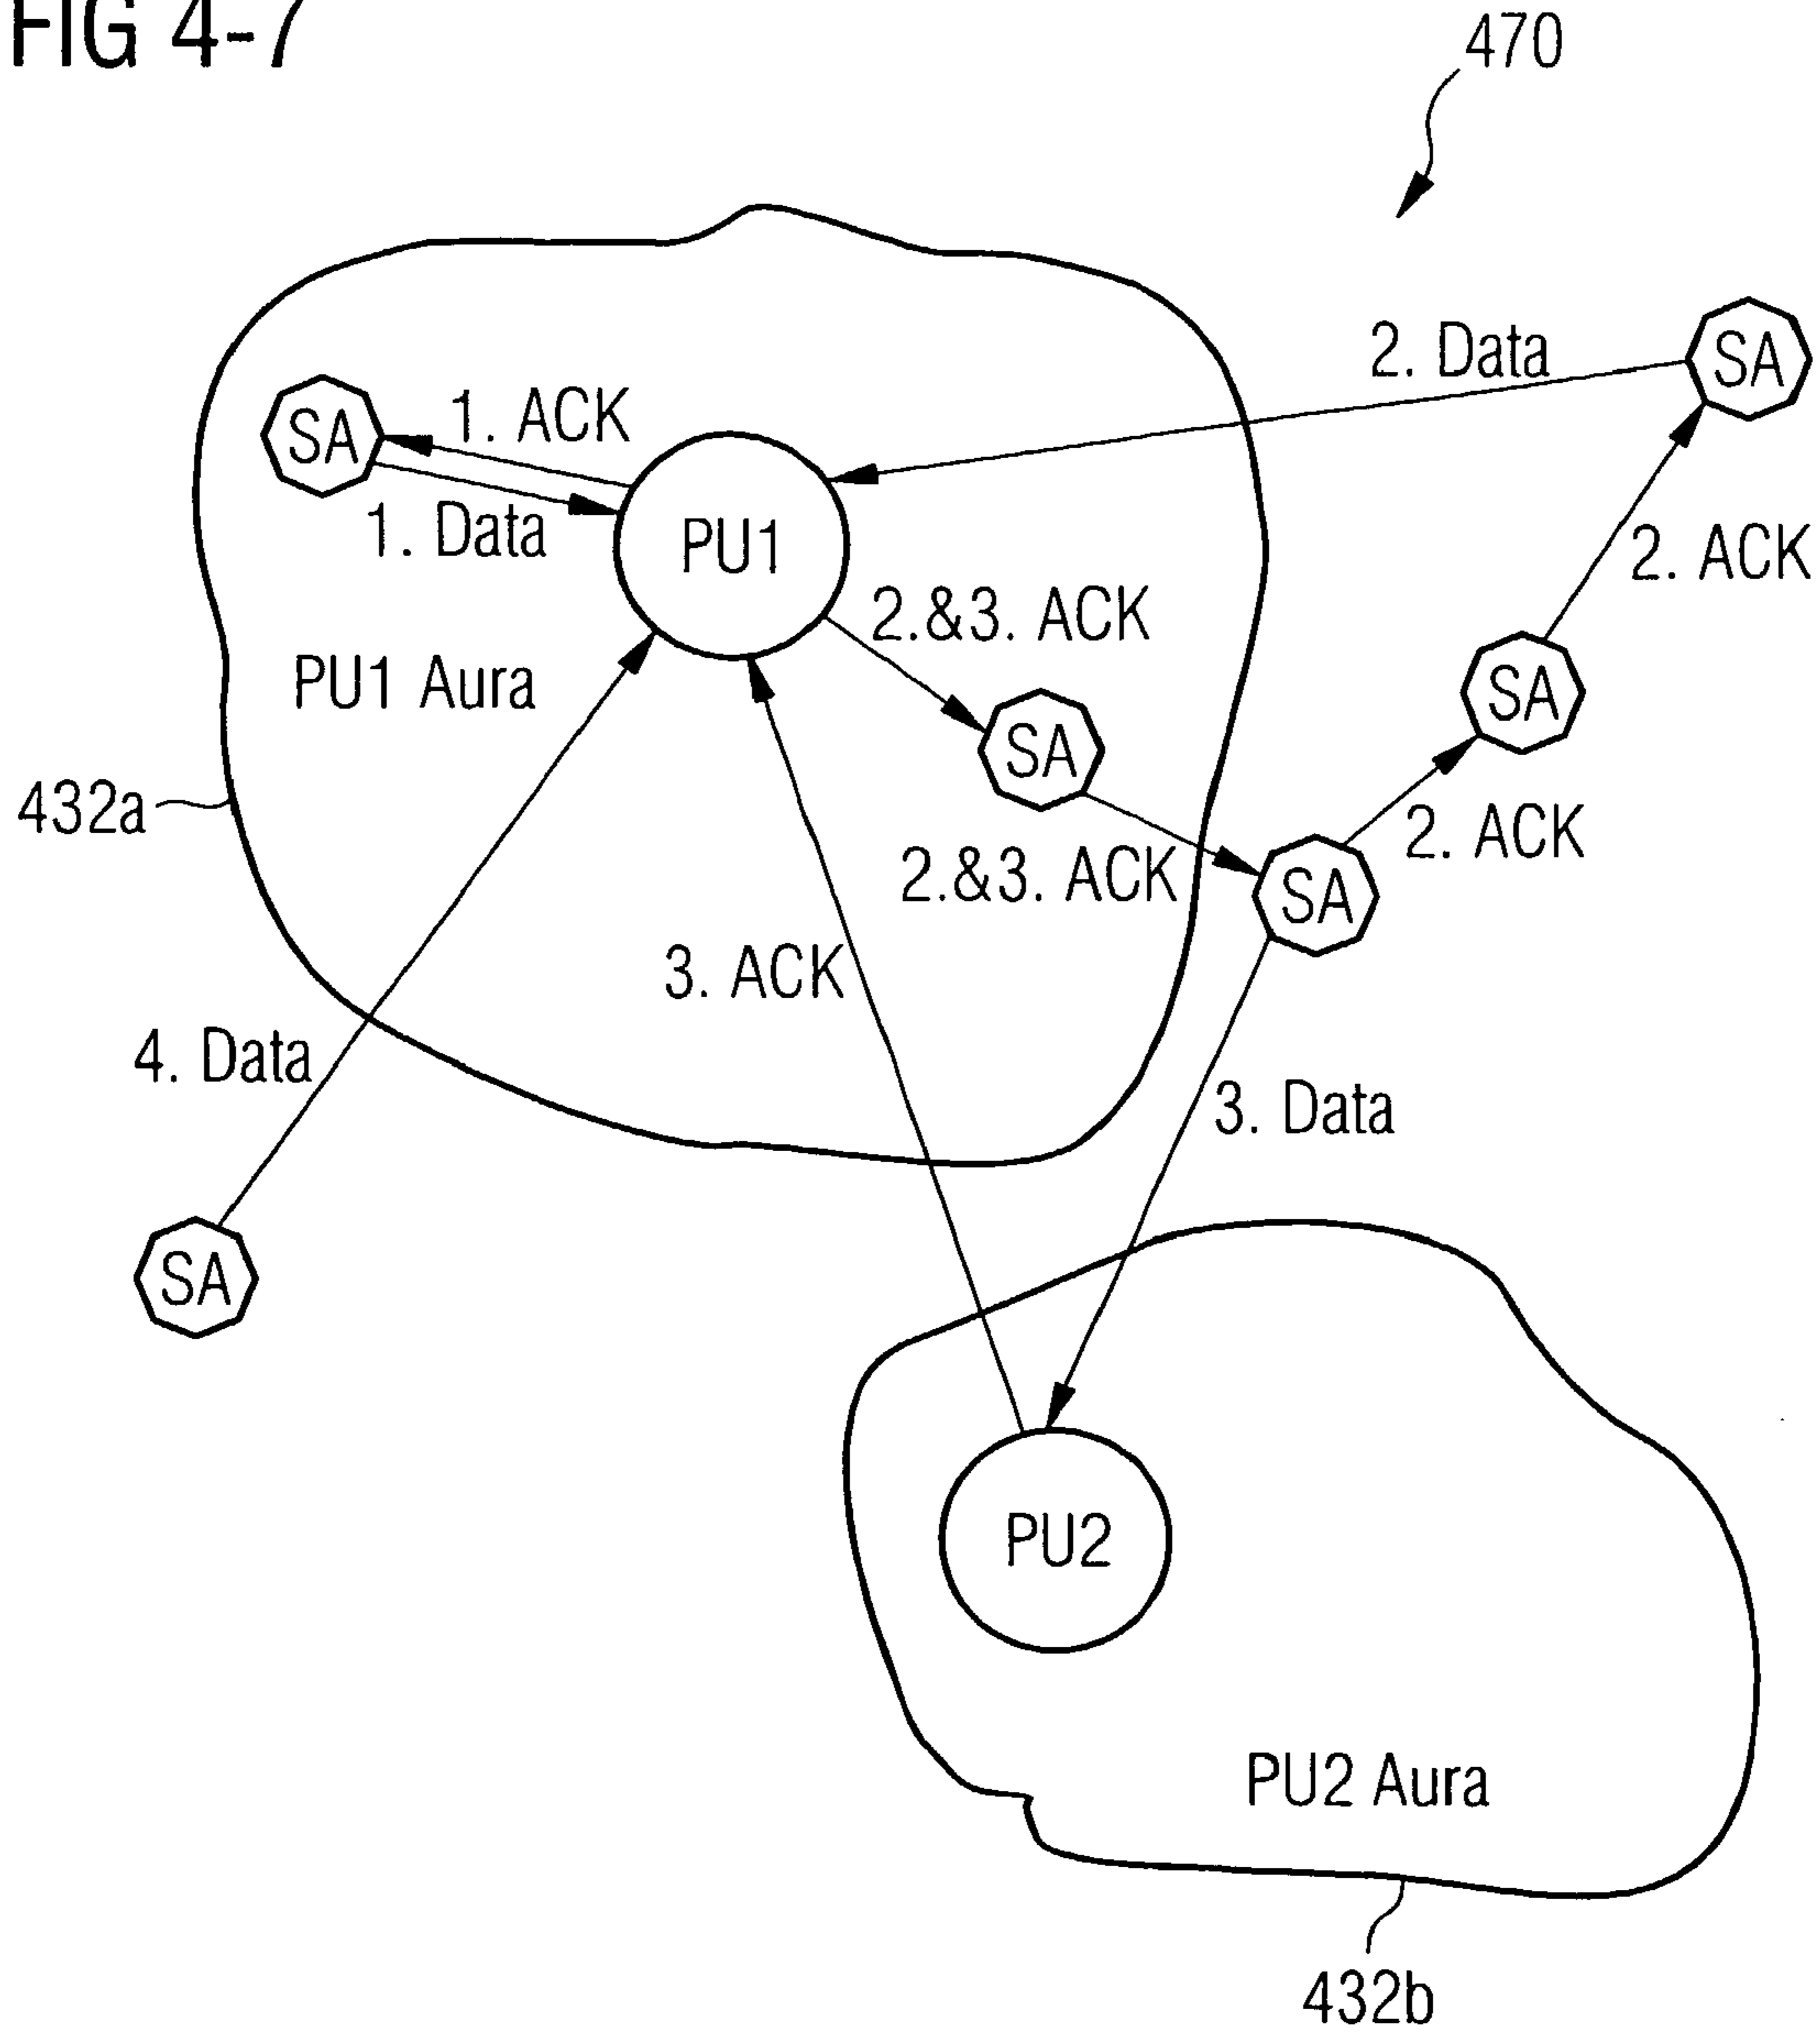 FIG 4-7
470
2. Data
SA
SA
1. ACK
1. Data
PU1
2. ACK
2.&3. ACK
PU1 Aura
SA
SA
432a
2. ACK
2.&3. ACK
SA
3. ACK
4. Data
3. Data
SA
PU2
PU2 Aura
432b